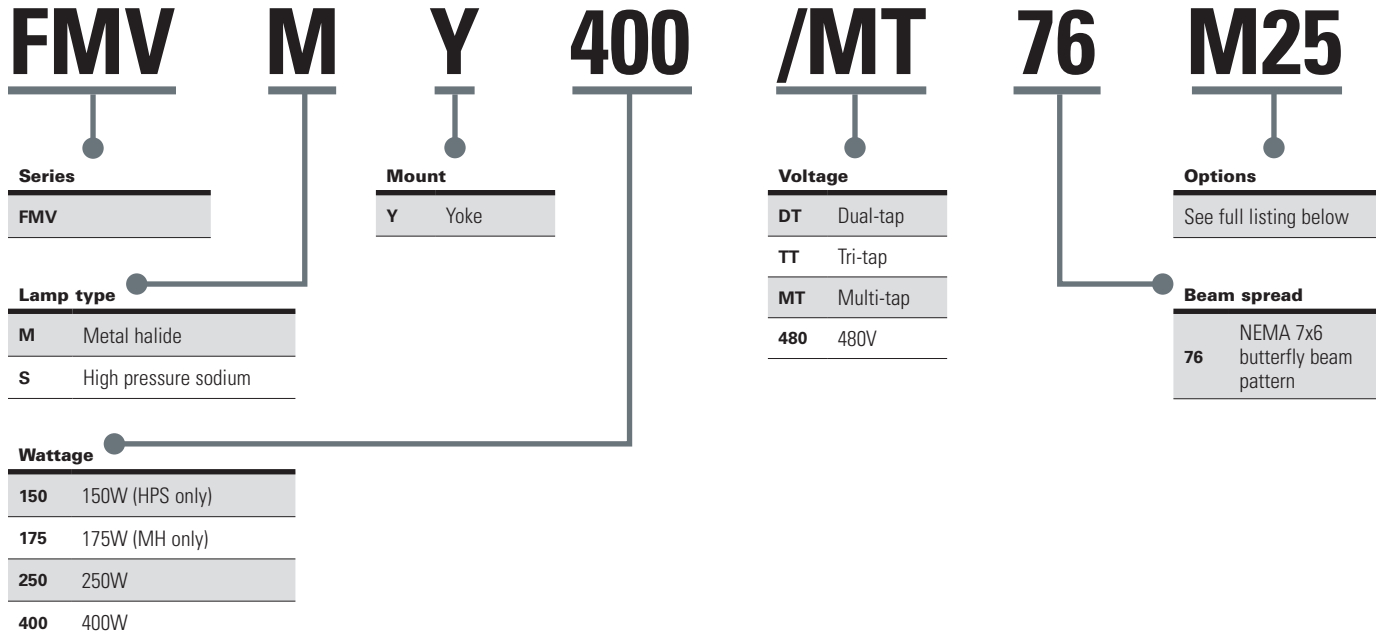 FMV M Y 400 /MT 76 M25
Series
FMV
Lamp type
M Metal halide
S High pressure sodium
Wattage
150 150W (HPS only)
175 175W (MH only)
250 250W
400 400W
Mount
Y Yoke
Voltage
DT Dual-tap
TT Tri-tap
MT Multi-tap
480 480V
Options
See full listing below
Beam spread
76 NEMA 7x6
butterfly beam
pattern